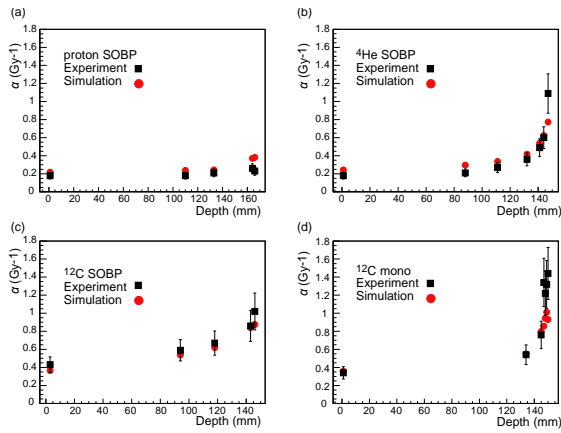 (a)
1.8
1.6
1.4
1.2
1
0.8
0.6
0.4
0.2
0
α (Gy-1)
proton SOBP
Experiment
Simulation
0 20 40 60 80 100 120 140 160
Depth (mm)
(b)
1.8
1.6
1.4
1.2
1
0.8
0.6
0.4
0.2
0
α (Gy-1)
⁴He SOBP
Experiment
Simulation
0 20 40 60 80 100 120 140
Depth (mm)
(c)
1.8
1.6
1.4
1.2
1
0.8
0.6
0.4
0.2
0
α (Gy-1)
¹²C SOBP
Experiment
Simulation
0 20 40 60 80 100 120 140
Depth (mm)
(d)
1.8
1.6
1.4
1.2
1
0.8
0.6
0.4
0.2
0
α (Gy-1)
¹²C mono
Experiment
Simulation
0 20 40 60 80 100 120 140
Depth (mm)